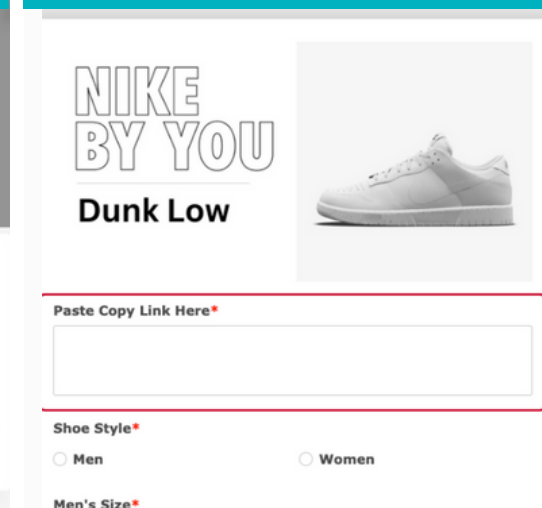 NIKE
BY YOU
Dunk Low
Paste Copy Link Here*
Shoe Style*
Men
Women
Men's Size*